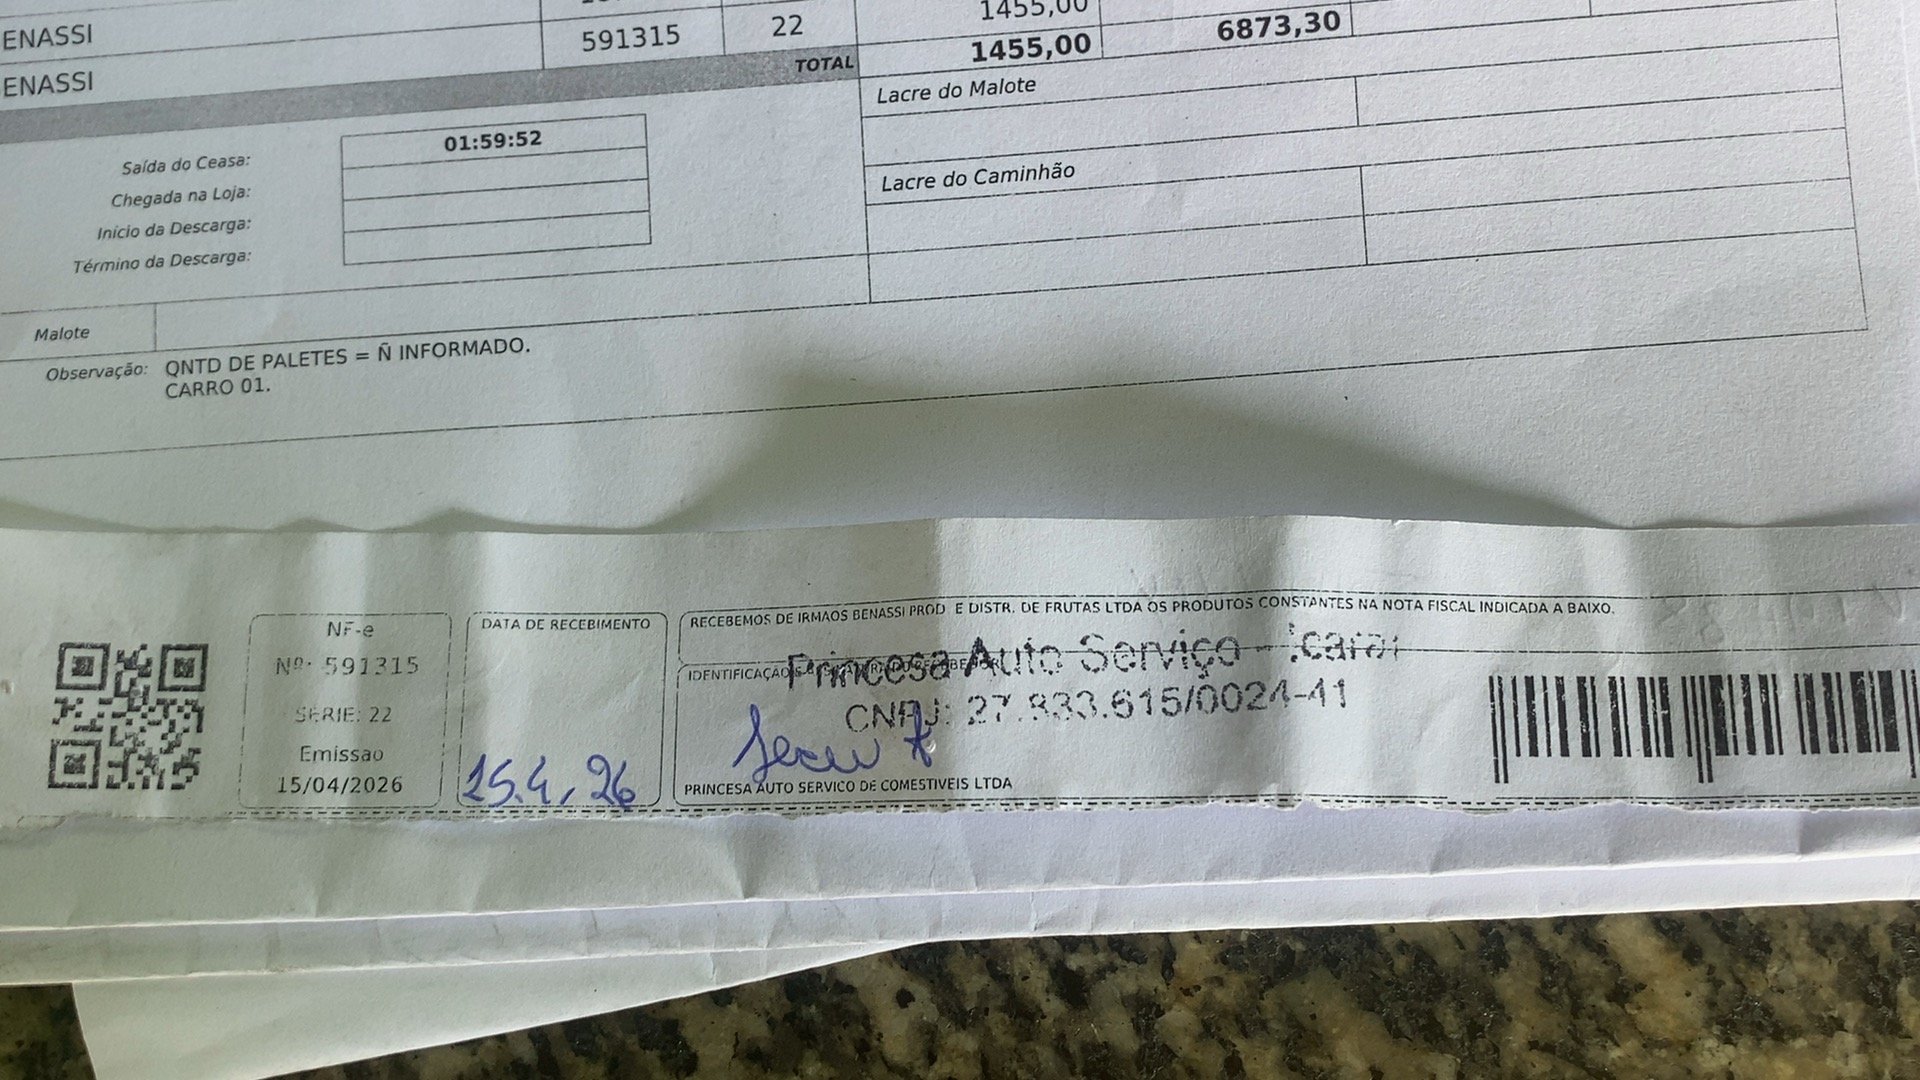 1455,00
ENASSI 591315 22 1455,00 6873,30
ENASSI
TOTAL
Lacre do Malote
Saída do Ceasa: 01:59:52
Chegada na Loja:
Início da Descarga:
Término da Descarga:
Lacre do Caminhão
Malote
Observação: QNTD DE PALETES = Ñ INFORMADO.
CARRO 01.
NF-e
Nº: 591315
SÉRIE: 22
Emissao
15/04/2026
DATA DE RECEBIMENTO
15.4,26
RECEBEMOS DE IRMAOS BENASSI PROD E DISTR. DE FRUTAS LTDA OS PRODUTOS CONSTANTES NA NOTA FISCAL INDICADA A BAIXO.
Princesa Auto Serviço - Icaraí
IDENTIFICAÇÃO
CNPJ: 27.833.615/0024-41
PRINCESA AUTO SERVICO DE COMESTIVEIS LTDA